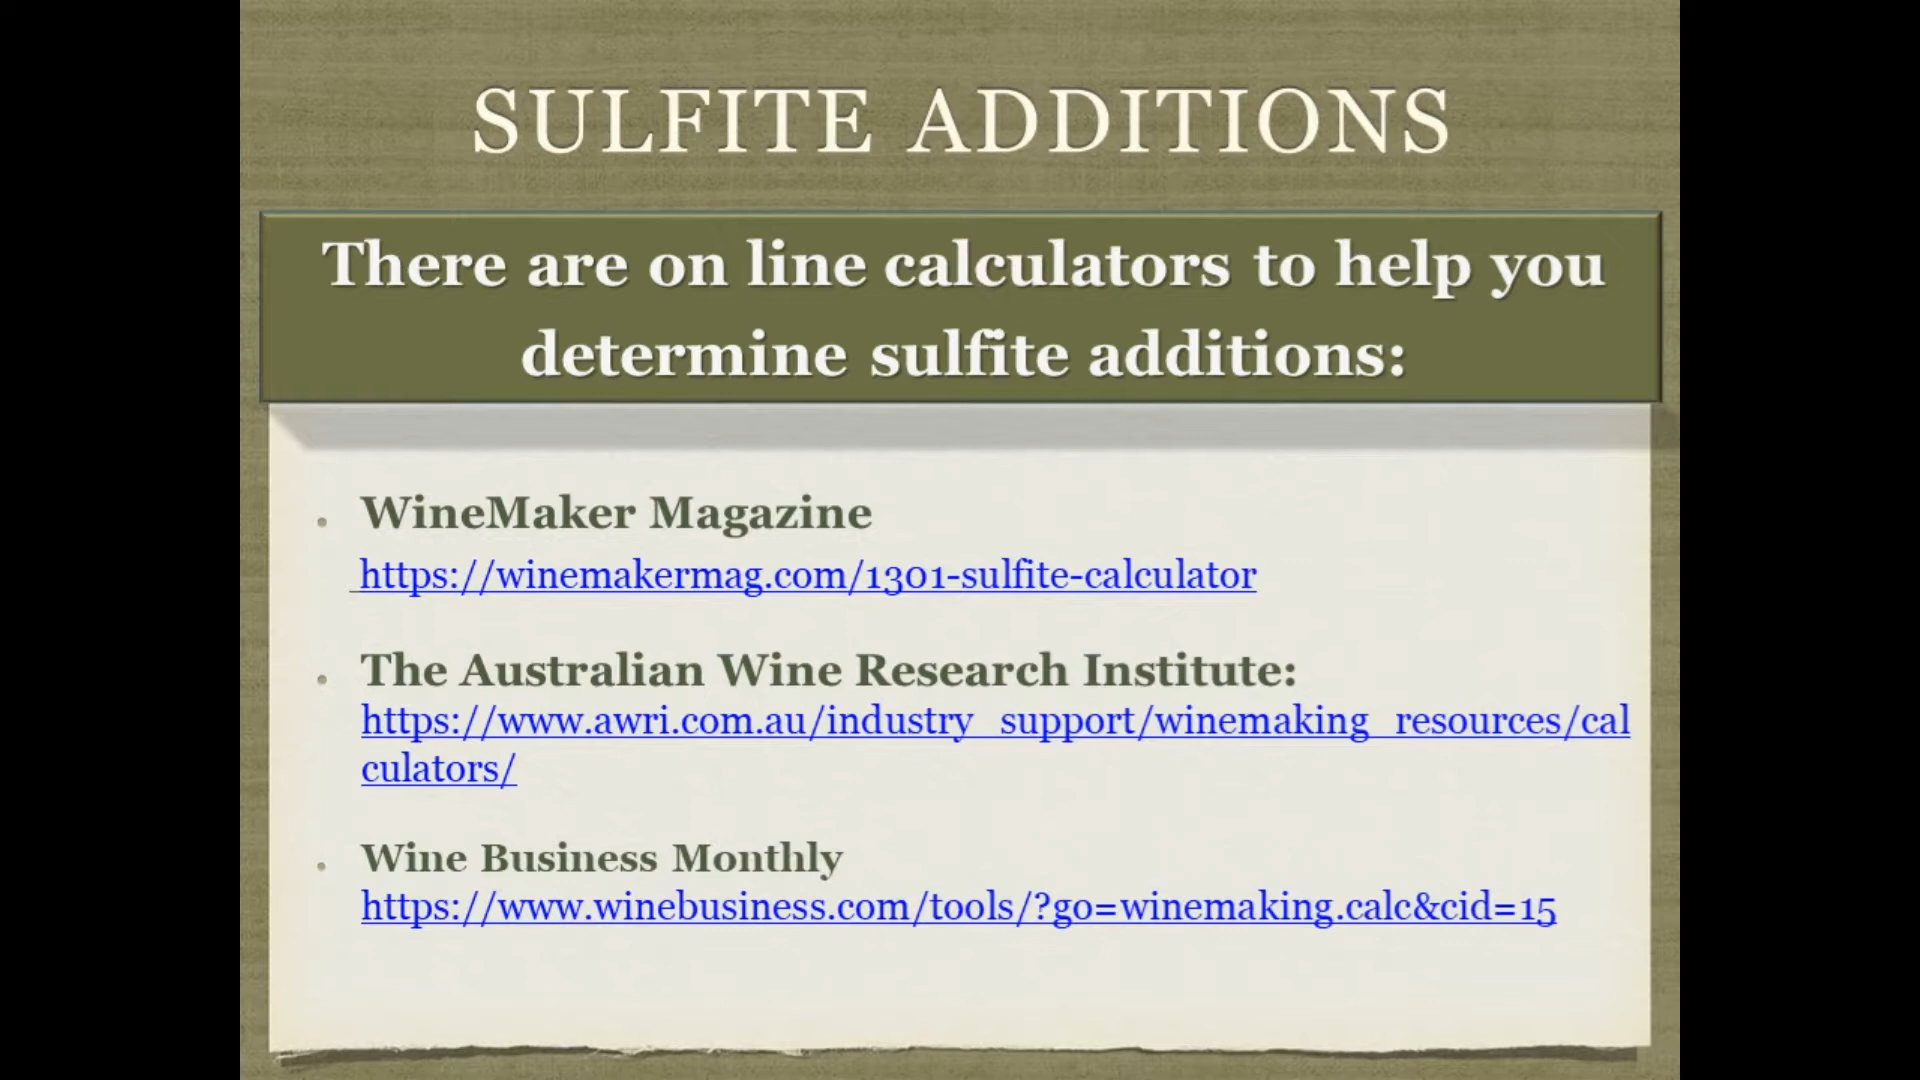 SULFITE ADDITIONS
There are on line calculators to help you
determine sulfite additions:
WineMaker Magazine
https://winemakermag.com/1301-sulfite-calculator
The Australian Wine Research Institute:
https://www.awri.com.au/industry_support/winemaking_resources/cal
culators/
Wine Business Monthly
https://www.winebusiness.com/tools/?go=winemaking.calc&cid=15